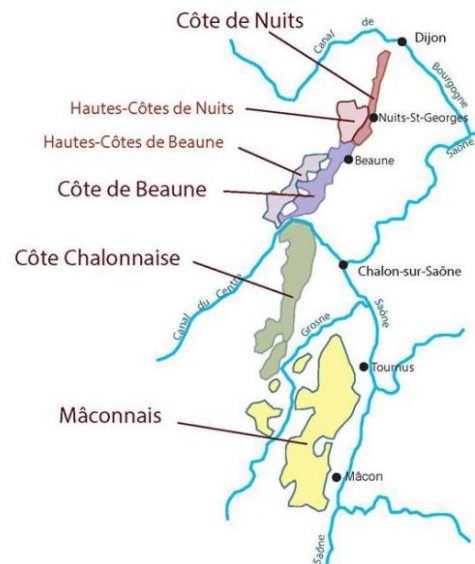 Côte de Nuits
Canal de
Dijon
Bourgogne
Hautes-Côtes de Nuits
Nuits-St-Georges
Saône
Hautes-Côtes de Beaune
Beaune
Côte de Beaune
Côte Chalonnaise
Chalon-sur-Saône
Canal du Centre
Saône
Grosne
Tournus
Mâconnais
Mâcon
Saône